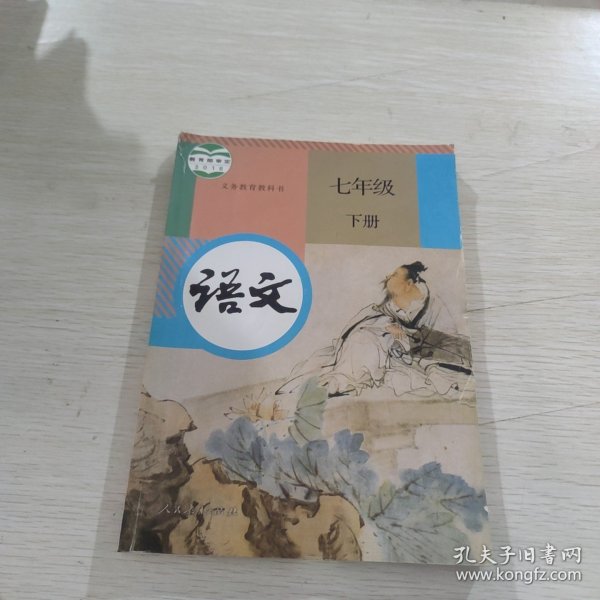 教育部审定
2016
义务教育教科书
七年级
下册
语文
人民教育出版社
孔夫子旧书网
www.kongfz.com